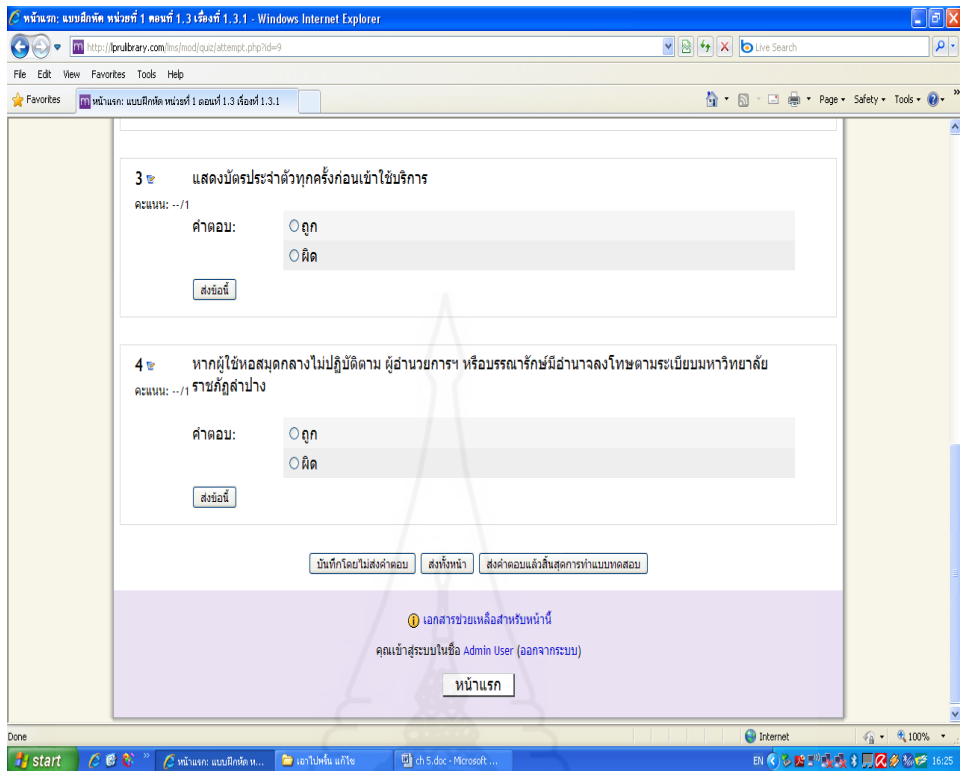 หน้าแรก: แบบฝึกหัด หน่วยที่ 1 ตอนที่ 1.3 เรื่องที่ 1.3.1 - Windows Internet Explorer
http://lprulibrary.com/lms/mod/quiz/attempt.php?id=9
Live Search
File Edit View Favorites Tools Help
Favorites หน้าแรก: แบบฝึกหัด หน่วยที่ 1 ตอนที่ 1.3 เรื่องที่ 1.3.1 Page Safety Tools
3 แสดงบัตรประจำตัวทุกครั้งก่อนเข้าใช้บริการ
คะแนน: --/1
คำตอบ: ถูก
ผิด
ส่งข้อนี้
4 หากผู้ใช้หอสมุดกลางไม่ปฏิบัติตาม ผู้อำนวยการฯ หรือบรรณารักษ์มีอำนาจลงโทษตามระเบียบมหาวิทยาลัย
คะแนน: --/1 ราชภัฏลำปาง
คำตอบ: ถูก
ผิด
ส่งข้อนี้
บันทึกโดยไม่ส่งคำตอบ ส่งทั้งหน้า ส่งคำตอบแล้วสิ้นสุดการทำแบบทดสอบ
เอกสารช่วยเหลือสำหรับหน้านี้
คุณเข้าสู่ระบบในชื่อ Admin User (ออกจากระบบ)
หน้าแรก
Done Internet 100%
start หน้าแรก: แบบฝึกหัด ห... เอาไปพริ้น แก้ไข ch 5.doc - Microsoft ... EN 16:25